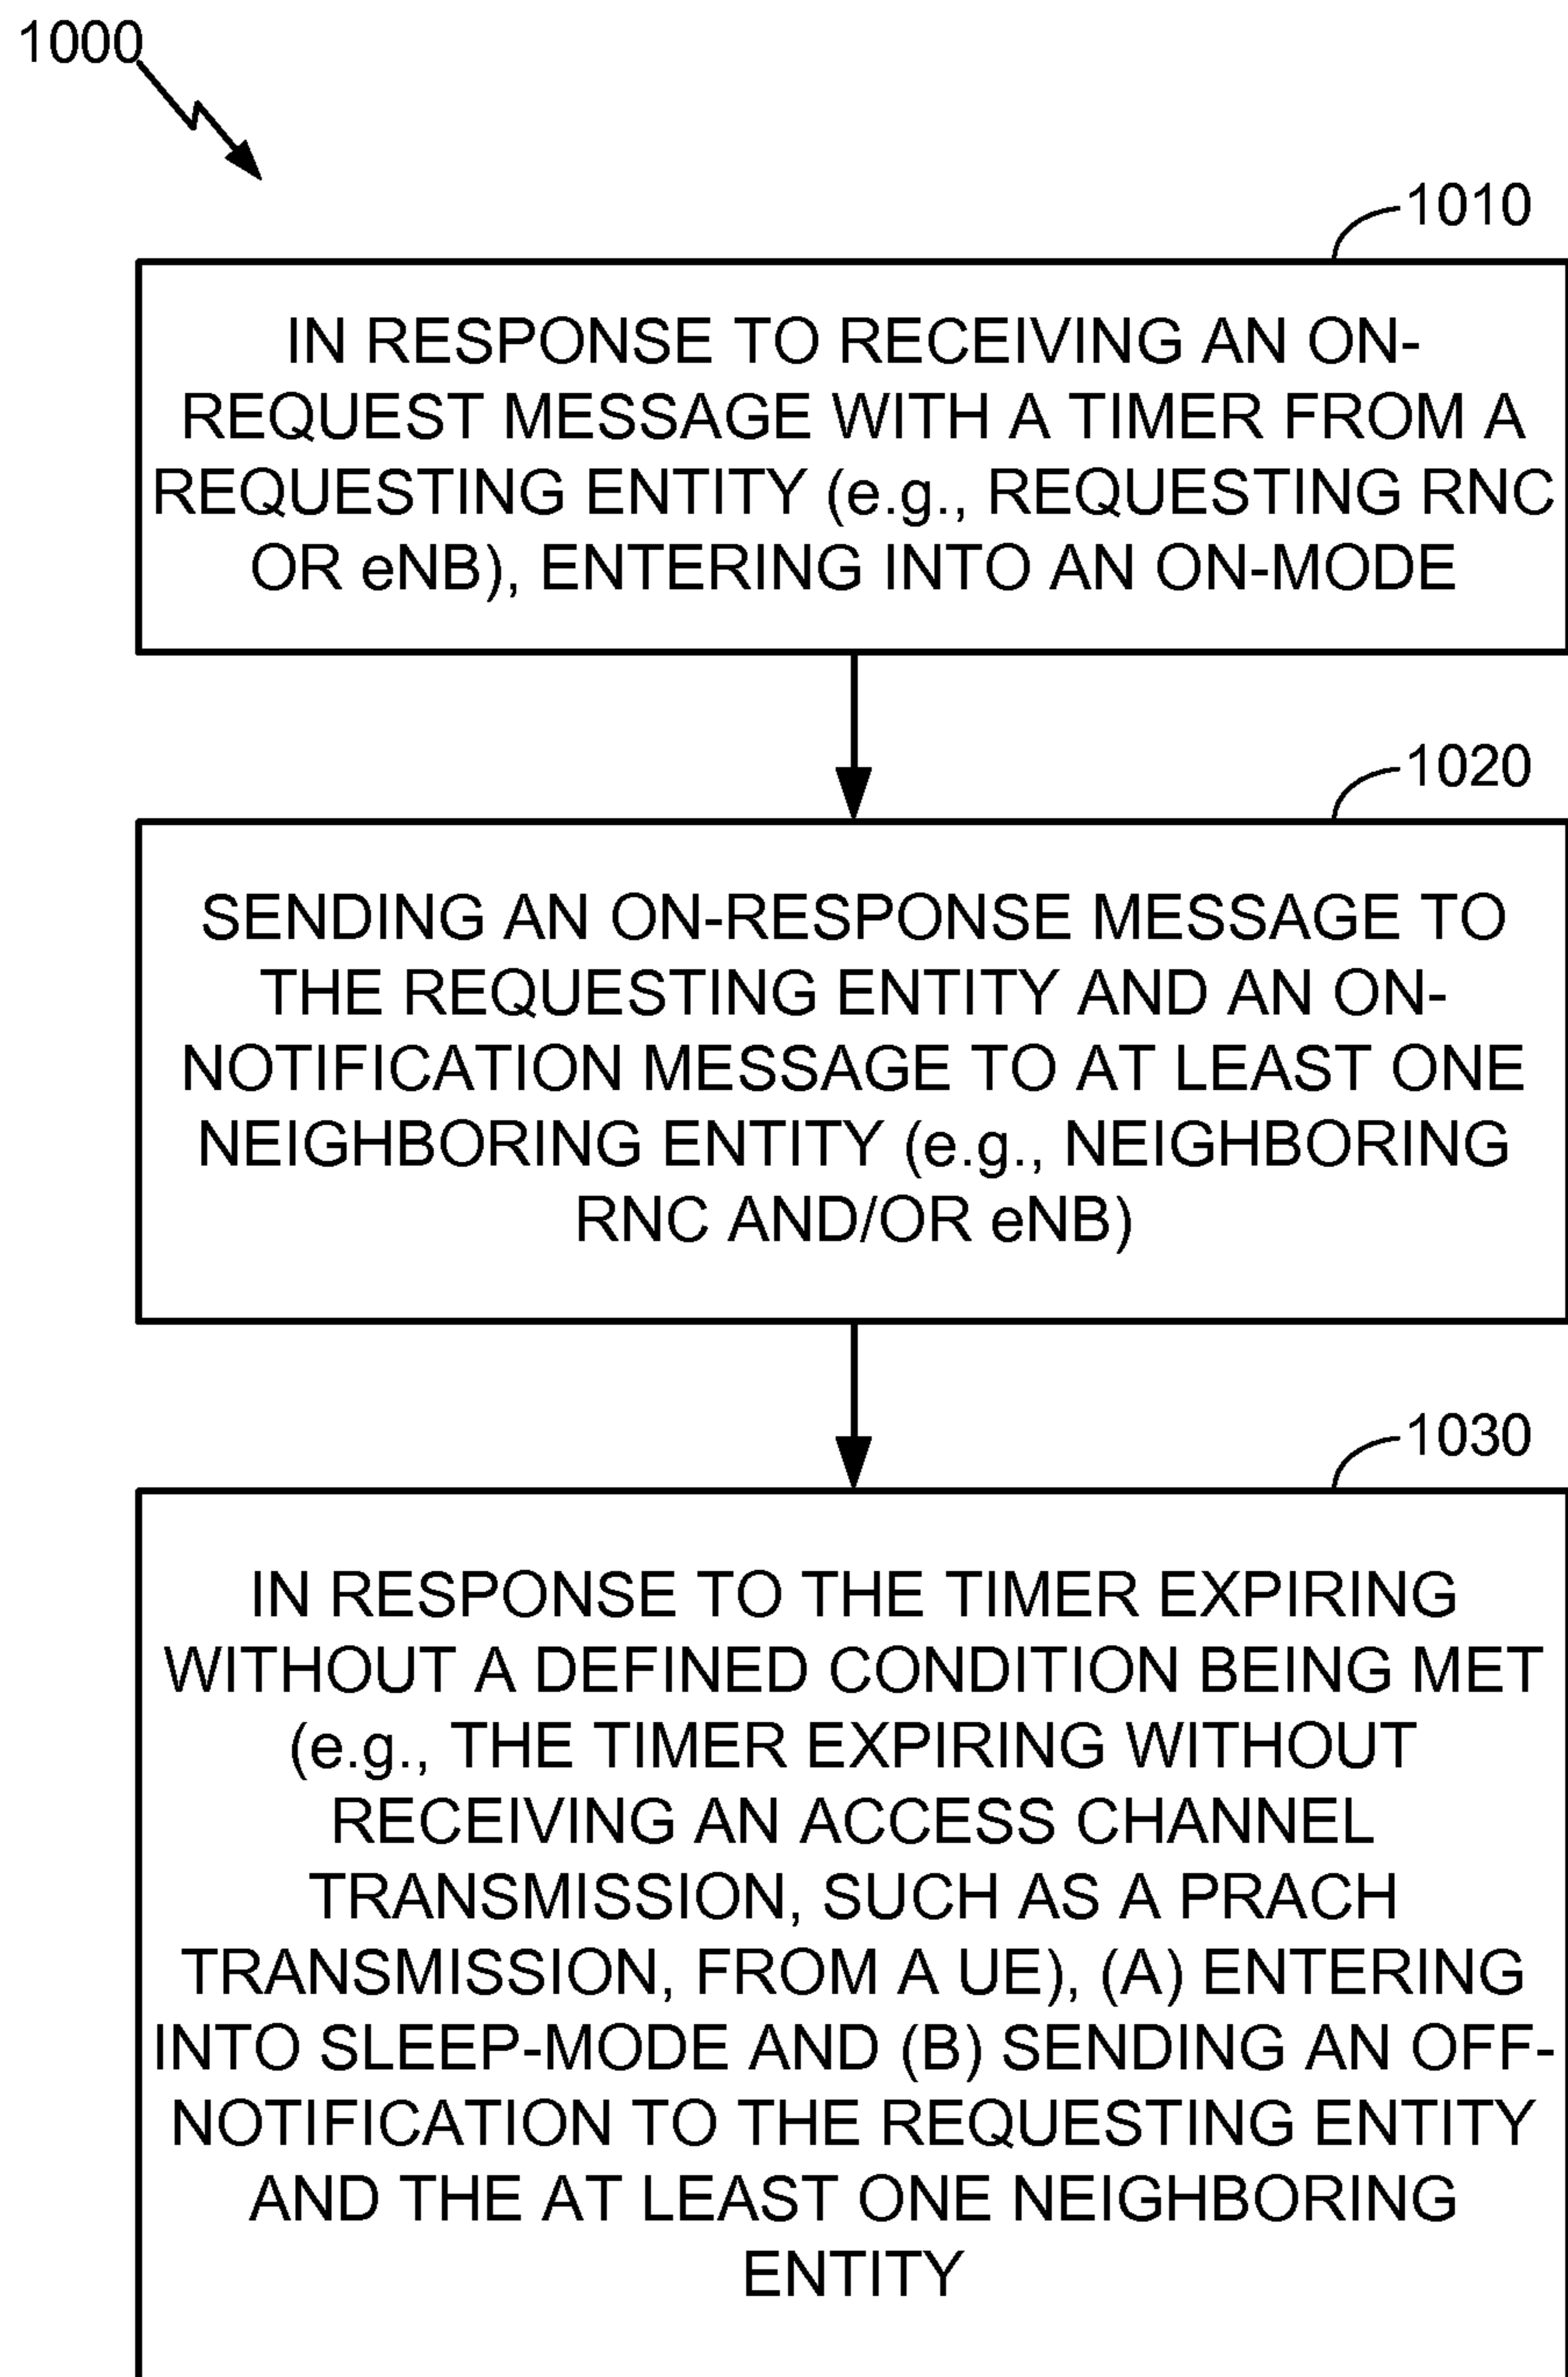 1000
1010
IN RESPONSE TO RECEIVING AN ON-
REQUEST MESSAGE WITH A TIMER FROM A
REQUESTING ENTITY (e.g., REQUESTING RNC
OR eNB), ENTERING INTO AN ON-MODE
1020
SENDING AN ON-RESPONSE MESSAGE TO
THE REQUESTING ENTITY AND AN ON-
NOTIFICATION MESSAGE TO AT LEAST ONE
NEIGHBORING ENTITY (e.g., NEIGHBORING
RNC AND/OR eNB)
1030
IN RESPONSE TO THE TIMER EXPIRING
WITHOUT A DEFINED CONDITION BEING MET
(e.g., THE TIMER EXPIRING WITHOUT
RECEIVING AN ACCESS CHANNEL
TRANSMISSION, SUCH AS A PRACH
TRANSMISSION, FROM A UE), (A) ENTERING
INTO SLEEP-MODE AND (B) SENDING AN OFF-
NOTIFICATION TO THE REQUESTING ENTITY
AND THE AT LEAST ONE NEIGHBORING
ENTITY